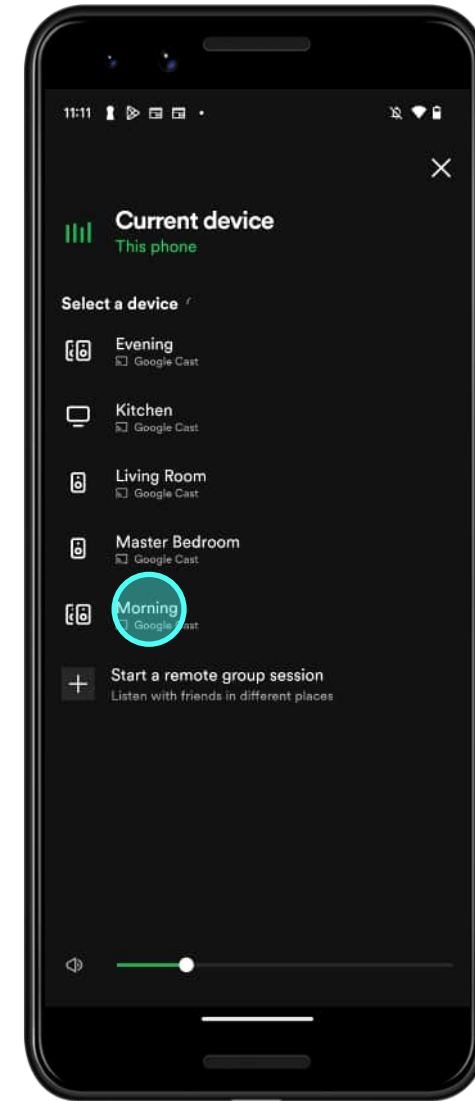 11:11
Current device
This phone
Select a device
Evening
Google Cast
Kitchen
Google Cast
Living Room
Google Cast
Master Bedroom
Google Cast
Morning
Google Cast
Start a remote group session
Listen with friends in different places